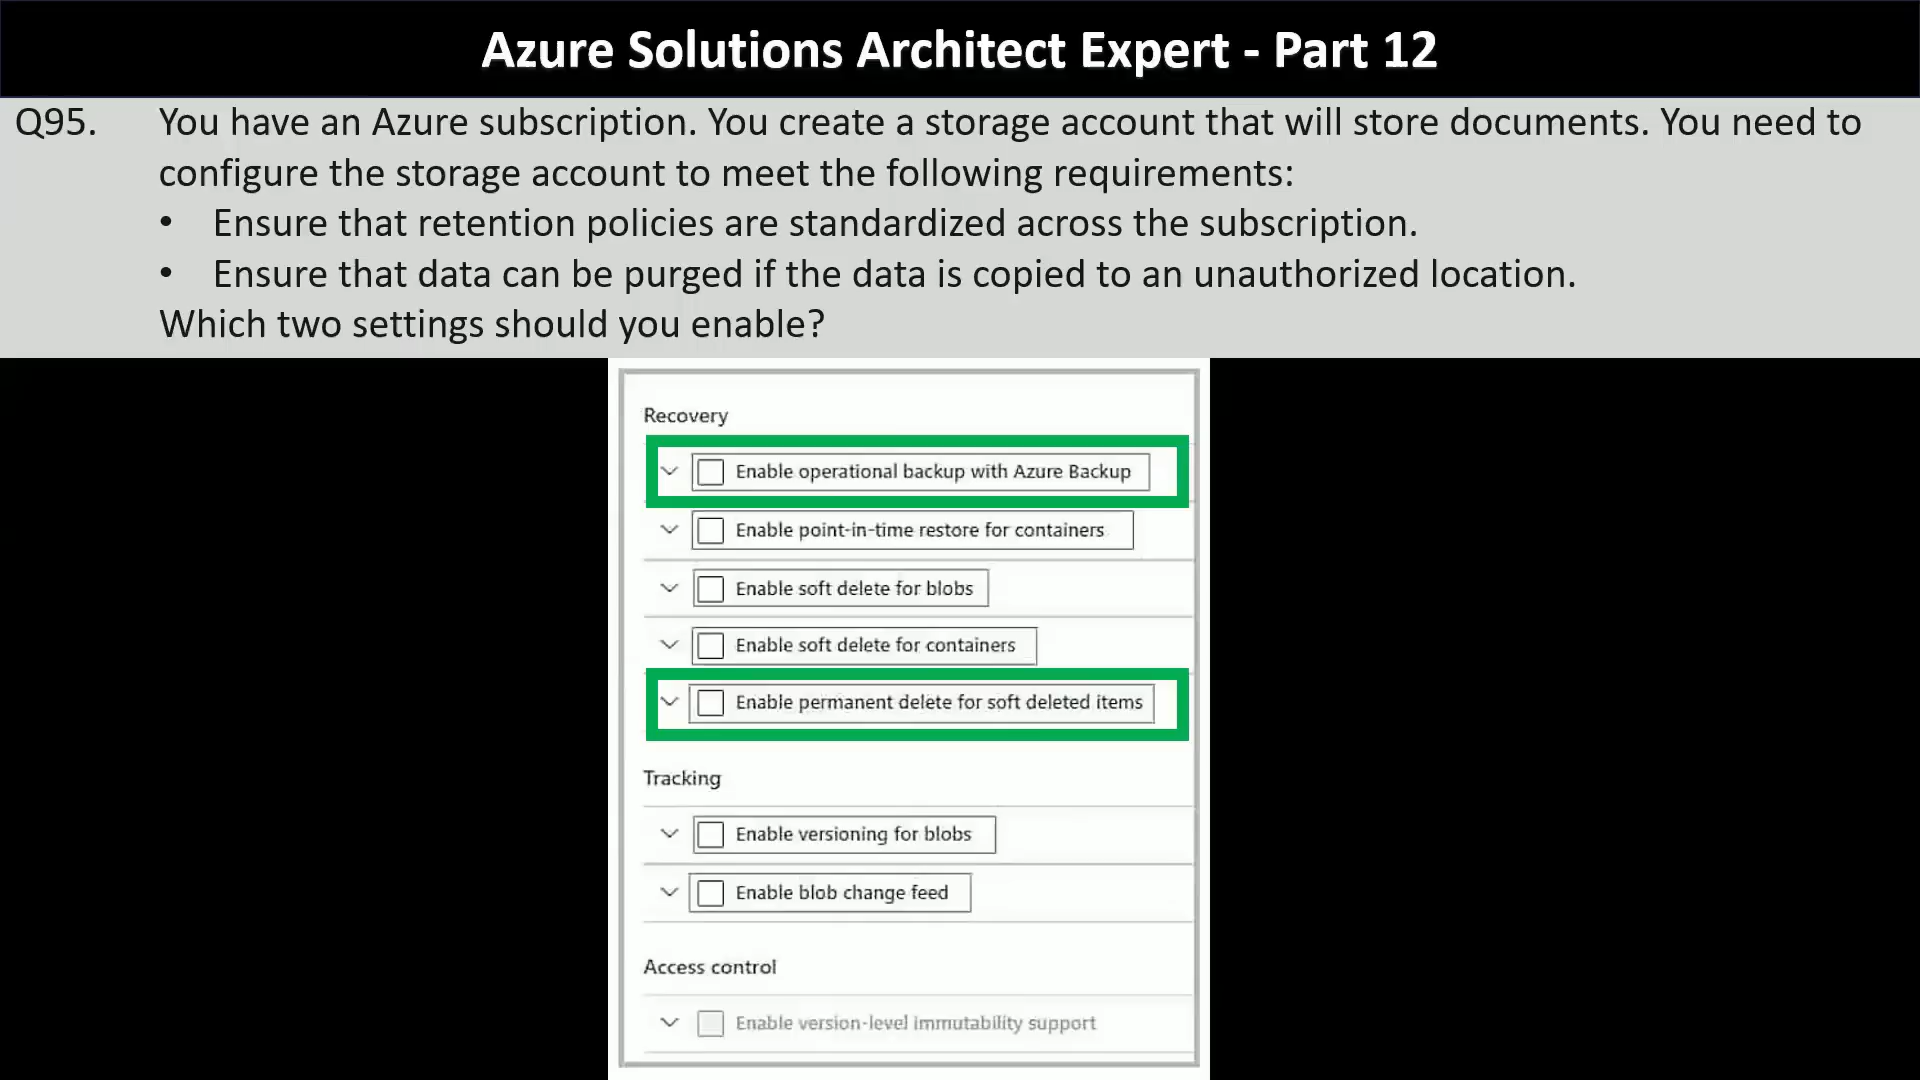 Azure Solutions Architect Expert - Part 12
Q95. You have an Azure subscription. You create a storage account that will store documents. You need to
configure the storage account to meet the following requirements:
• Ensure that retention policies are standardized across the subscription.
• Ensure that data can be purged if the data is copied to an unauthorized location.
Which two settings should you enable?
Recovery
Enable operational backup with Azure Backup
Enable point-in-time restore for containers
Enable soft delete for blobs
Enable soft delete for containers
Enable permanent delete for soft deleted items
Tracking
Enable versioning for blobs
Enable blob change feed
Access control
Enable version-level immutability support